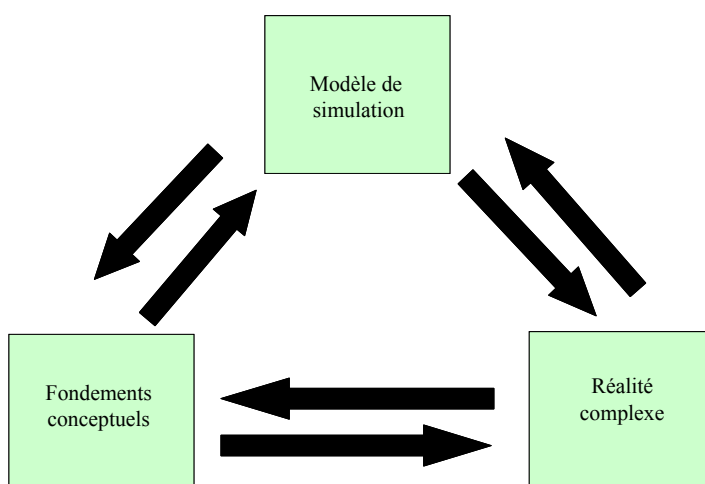 Modèle de
simulation
Fondements
conceptuels
Réalité
complexe